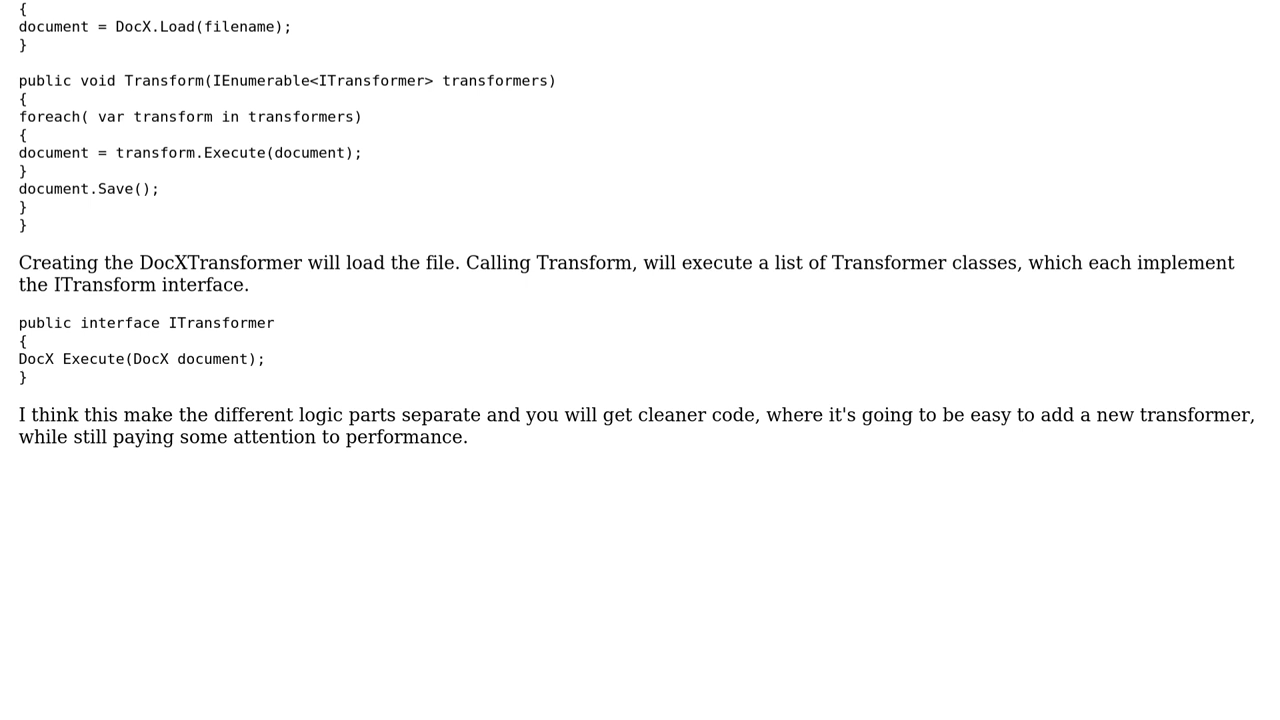 {
document = DocX.Load(filename);
}
public void Transform(IEnumerable<ITransformer> transformers)
{
foreach( var transform in transformers)
{
document = transform.Execute(document);
}
document.Save();
}
}
Creating the DocXTransformer will load the file. Calling Transform, will execute a list of Transformer classes, which each implement
the ITransform interface.
public interface ITransformer
{
DocX Execute(DocX document);
}
I think this make the different logic parts separate and you will get cleaner code, where it's going to be easy to add a new transformer,
while still paying some attention to performance.